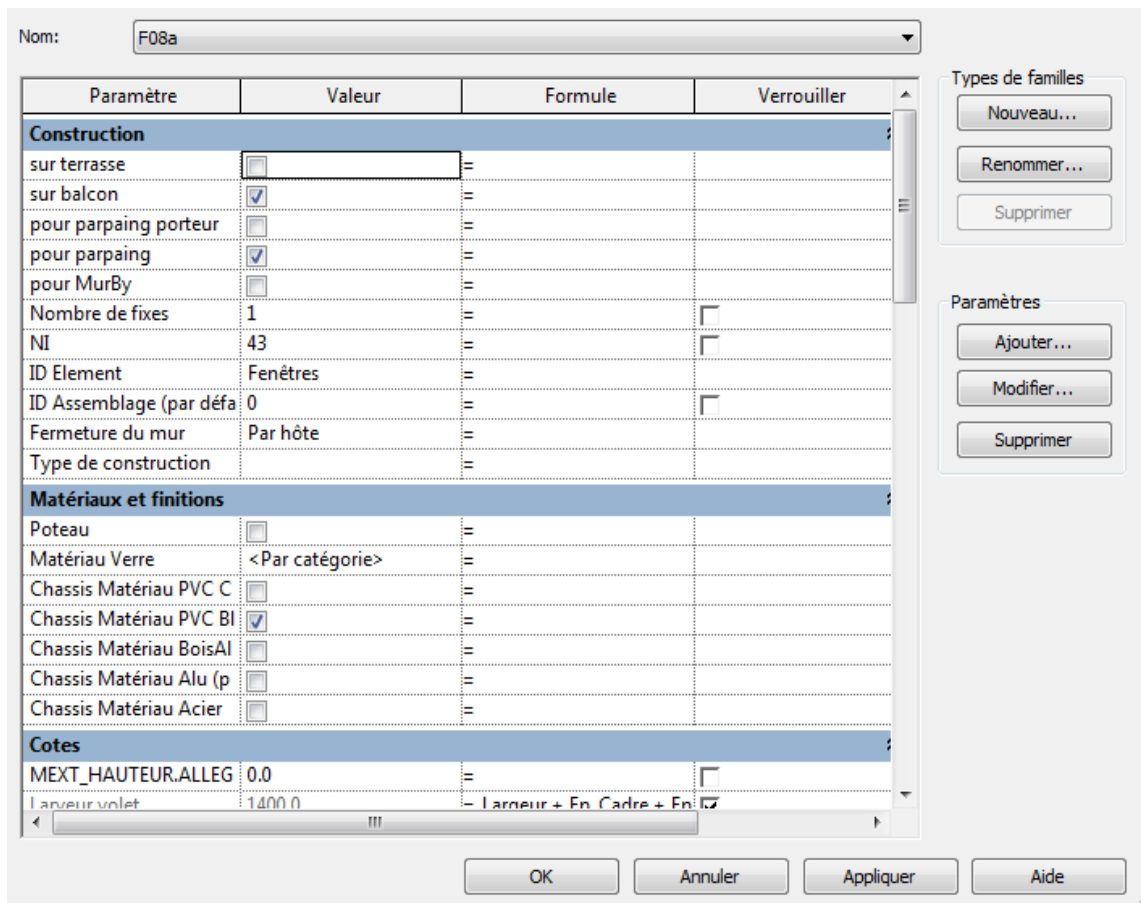 Nom: F08a
Types de familles
Paramètre Valeur Formule Verrouiller
Nouveau...
Construction
sur terrasse =
Renommer...
sur balcon =
Supprimer
pour parpaing porteur =
pour parpaing =
pour MurBy =
Paramètres
Nombre de fixes 1 =
Ajouter...
NI 43 =
ID Element Fenêtres =
Modifier...
ID Assemblage (par défa 0 =
Fermeture du mur Par hôte =
Supprimer
Type de construction =
Matériaux et finitions
Poteau =
Matériau Verre <Par catégorie> =
Chassis Matériau PVC C =
Chassis Matériau PVC Bl =
Chassis Matériau BoisAl =
Chassis Matériau Alu (p =
Chassis Matériau Acier =
Cotes
MEXT_HAUTEUR.ALLEG 0.0 =
volet 1400.0 = Largeur + Ep_Cadre + Ep
OK Annuler Appliquer Aide